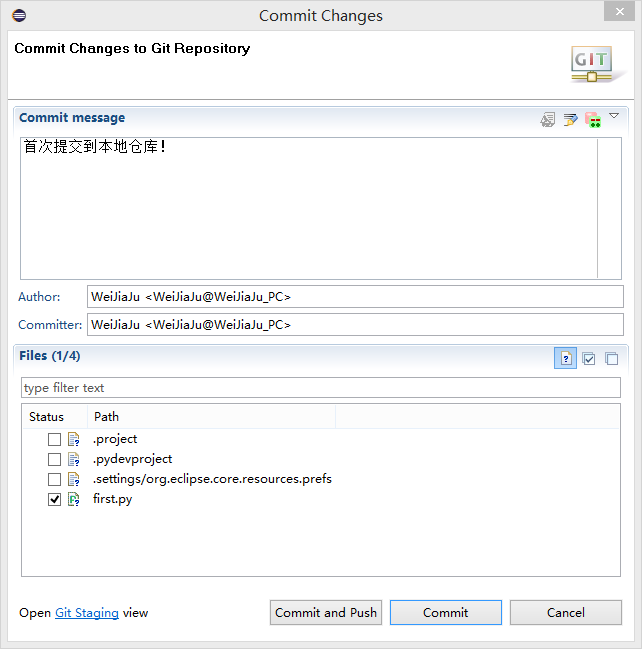 Commit Changes
Commit Changes to Git Repository
GIT
Commit message
首次提交到本地仓库！
Author: WeiJiaJu <WeiJiaJu@WeiJiaJu_PC>
Committer: WeiJiaJu <WeiJiaJu@WeiJiaJu_PC>
Files (1/4)
type filter text
Status Path
.project
.pydevproject
.settings/org.eclipse.core.resources.prefs
first.py
Open Git Staging view
Commit and Push
Commit
Cancel